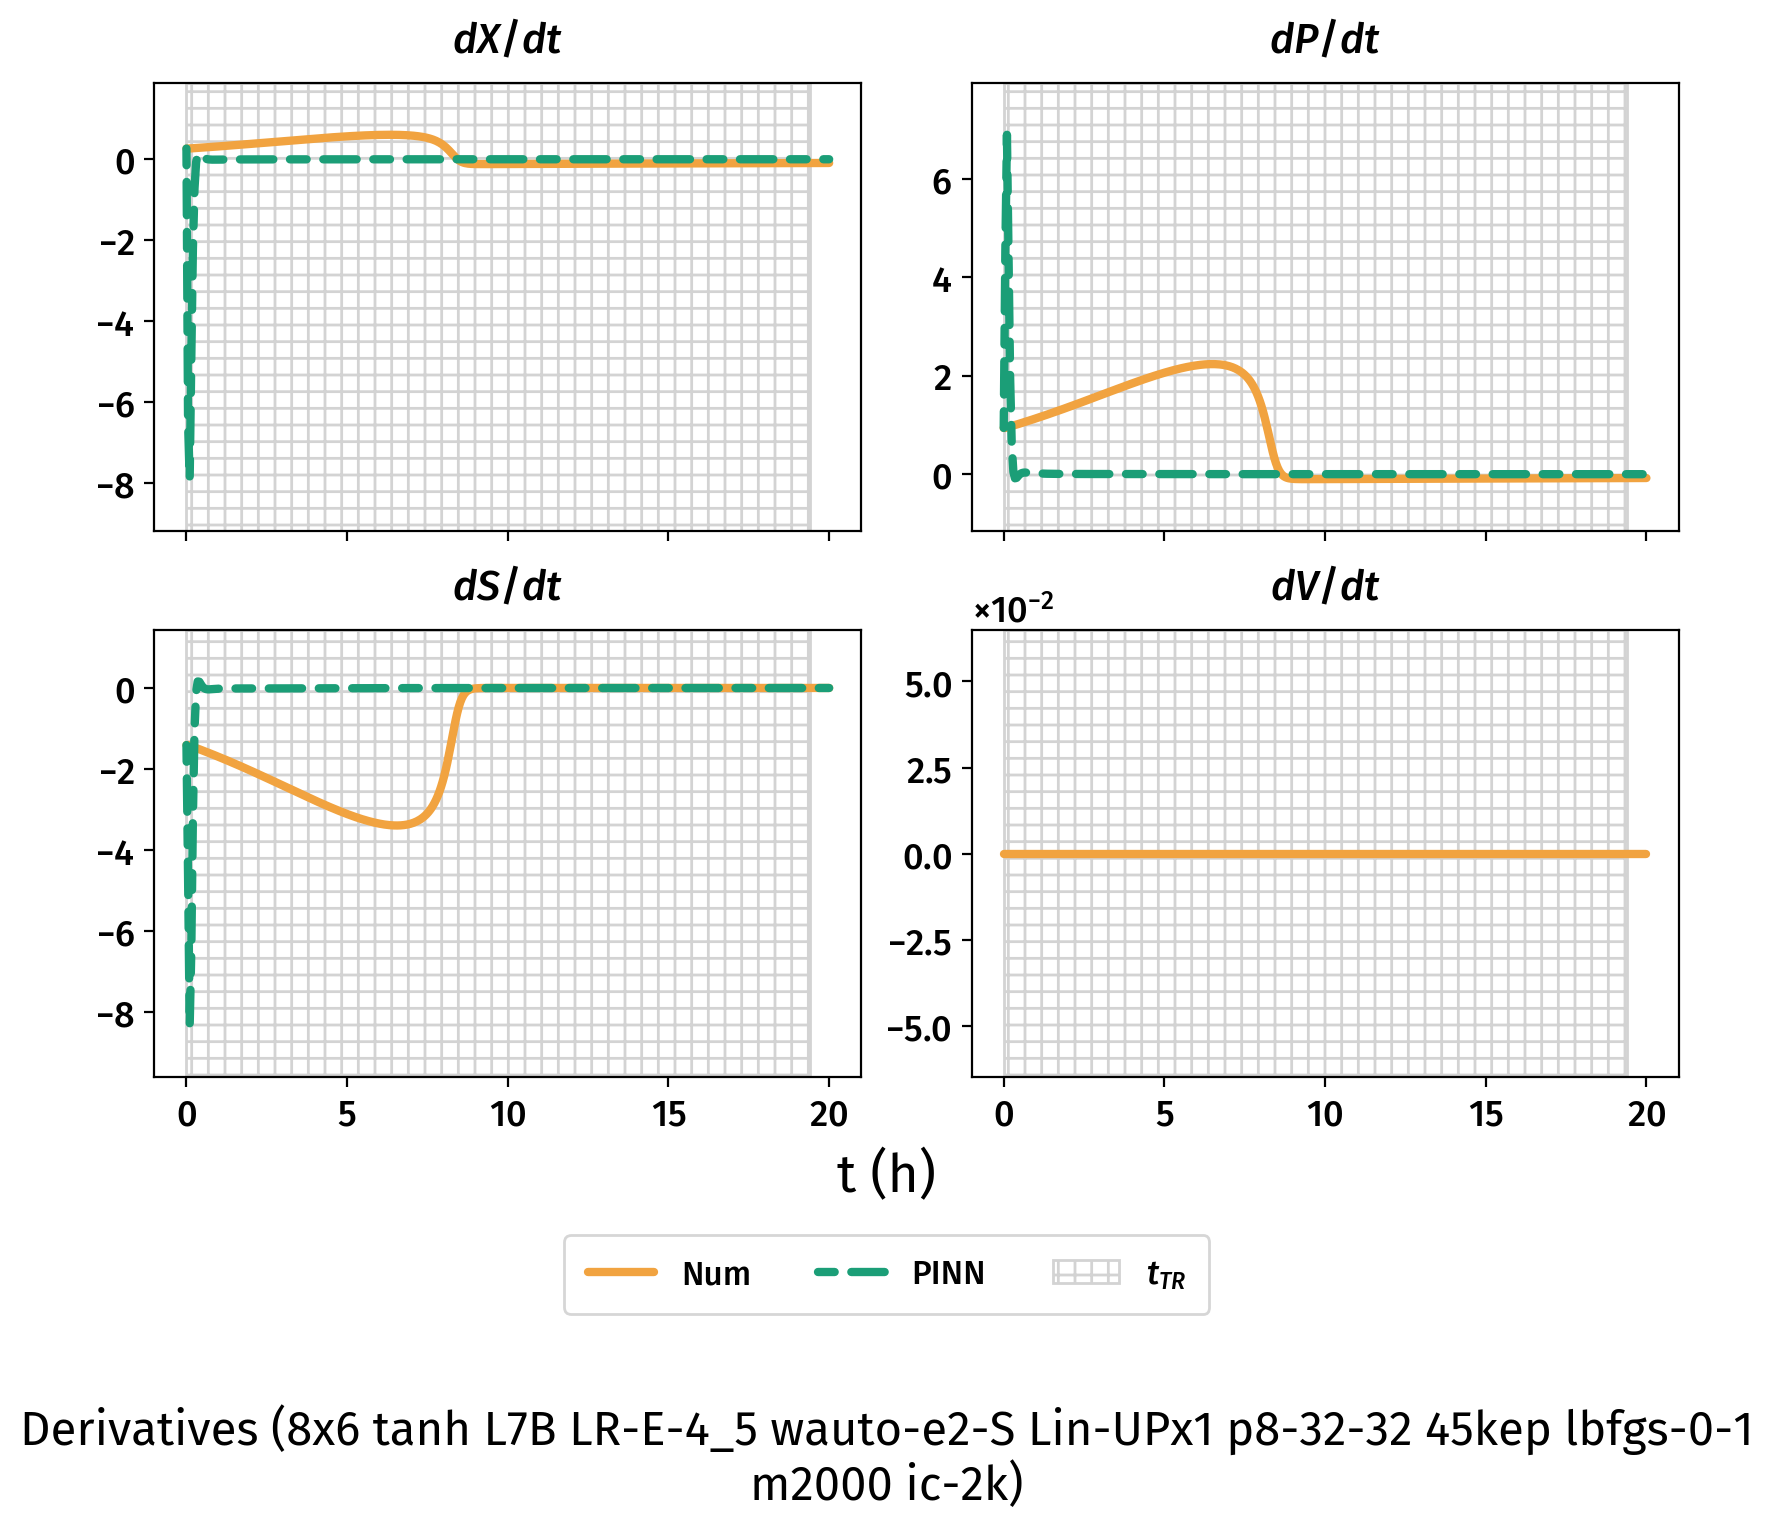 dX/dt
dP/dt
0
−2
−4
−6
−8
6
4
2
0
dS/dt
dV/dt
×10⁻²
0
−2
−4
−6
−8
5.0
2.5
0.0
−2.5
−5.0
0 5 10 15 20
0 5 10 15 20
t (h)
Num PINN t_TR
Derivatives (8x6 tanh L7B LR-E-4_5 wauto-e2-S Lin-UPx1 p8-32-32 45kep lbfgs-0-1
m2000 ic-2k)